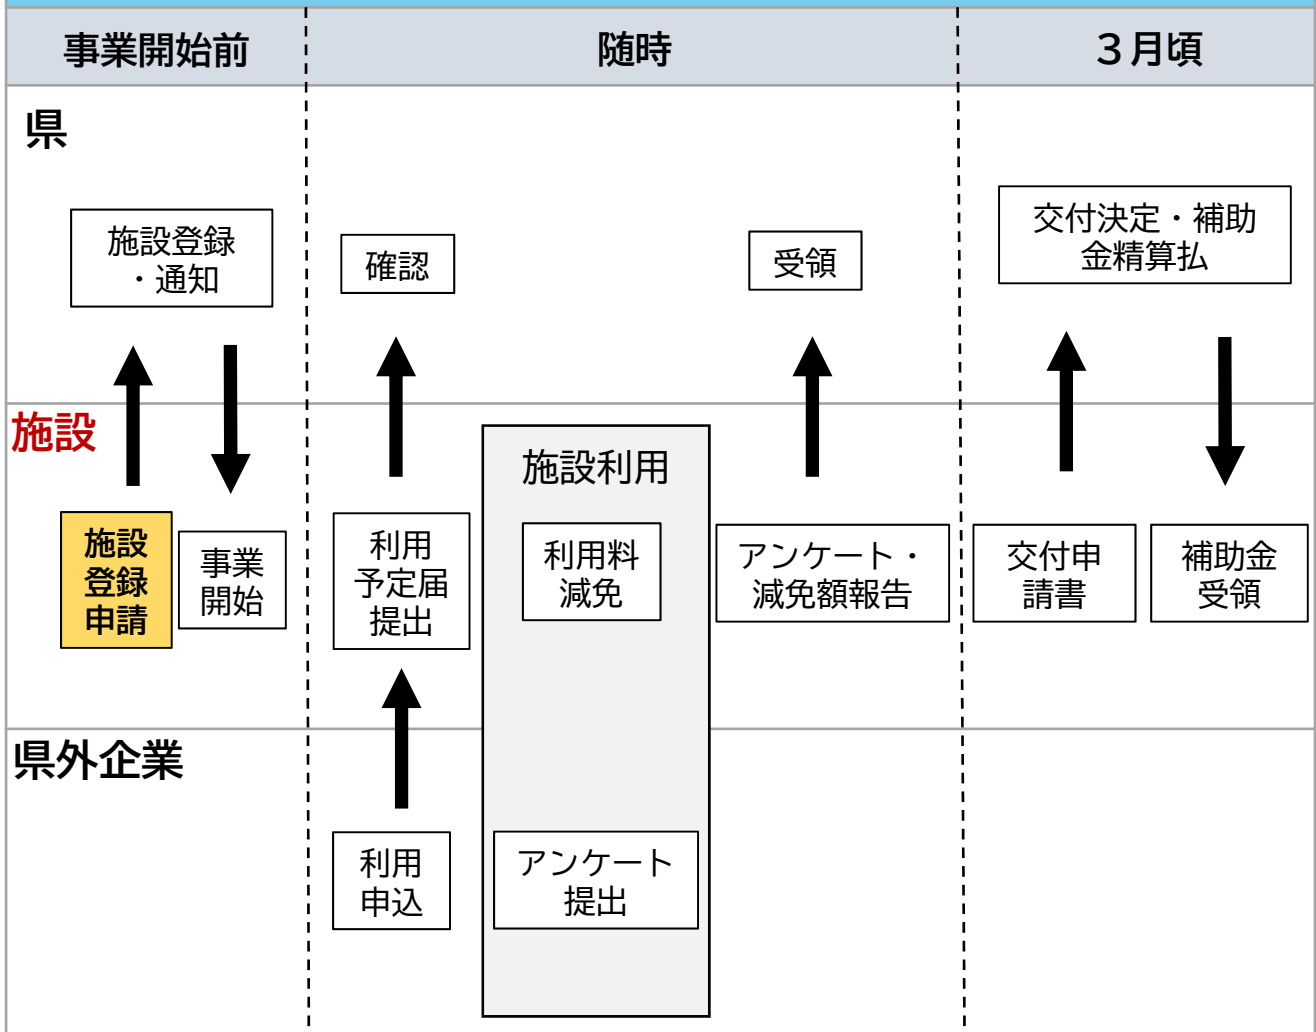 事業開始前
随時
３月頃
県
施設登録
・通知
確認
受領
交付決定・補助
金精算払
施設
施設利用
施設
登録
申請
事業
開始
利用
予定届
提出
利用料
減免
アンケート・
減免額報告
交付申
請書
補助金
受領
県外企業
利用
申込
アンケート
提出